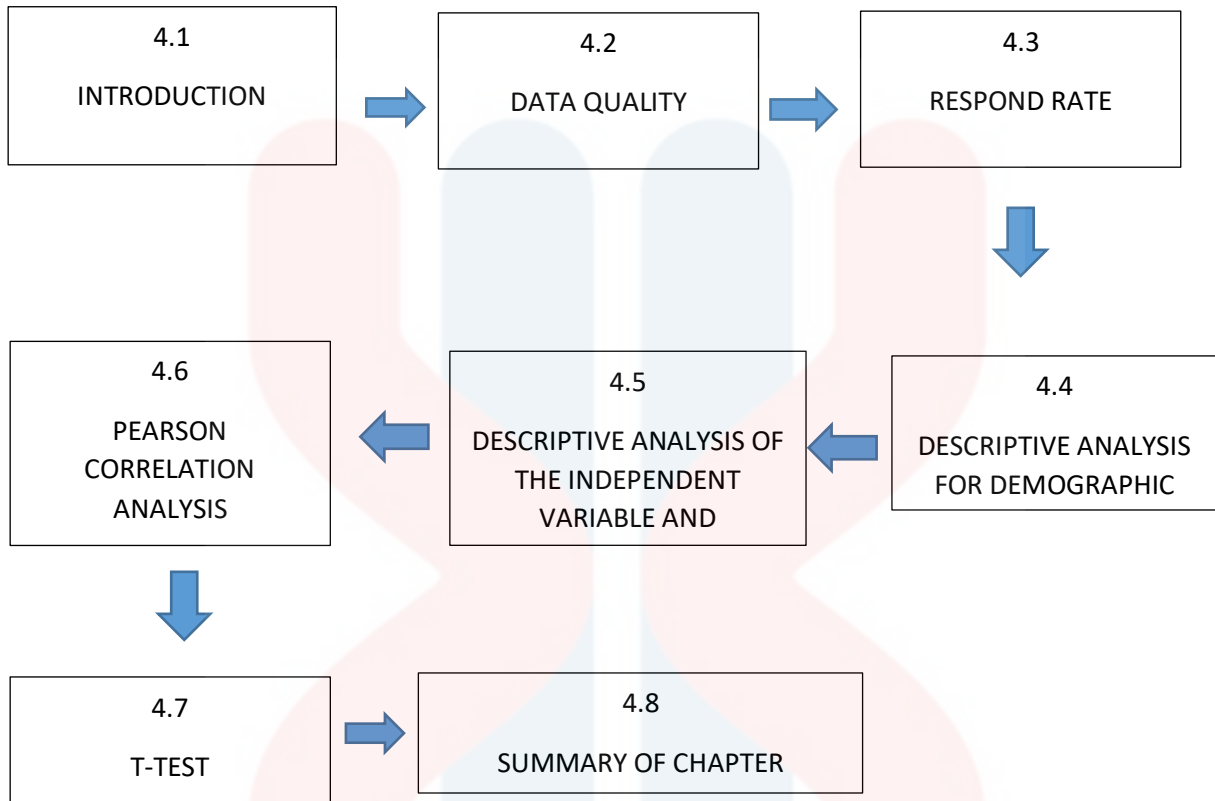 4.1
INTRODUCTION
4.2
DATA QUALITY
4.3
RESPOND RATE
4.4
DESCRIPTIVE ANALYSIS
FOR DEMOGRAPHIC
4.5
DESCRIPTIVE ANALYSIS OF
THE INDEPENDENT
VARIABLE AND
4.6
PEARSON
CORRELATION
ANALYSIS
4.7
T-TEST
4.8
SUMMARY OF CHAPTER